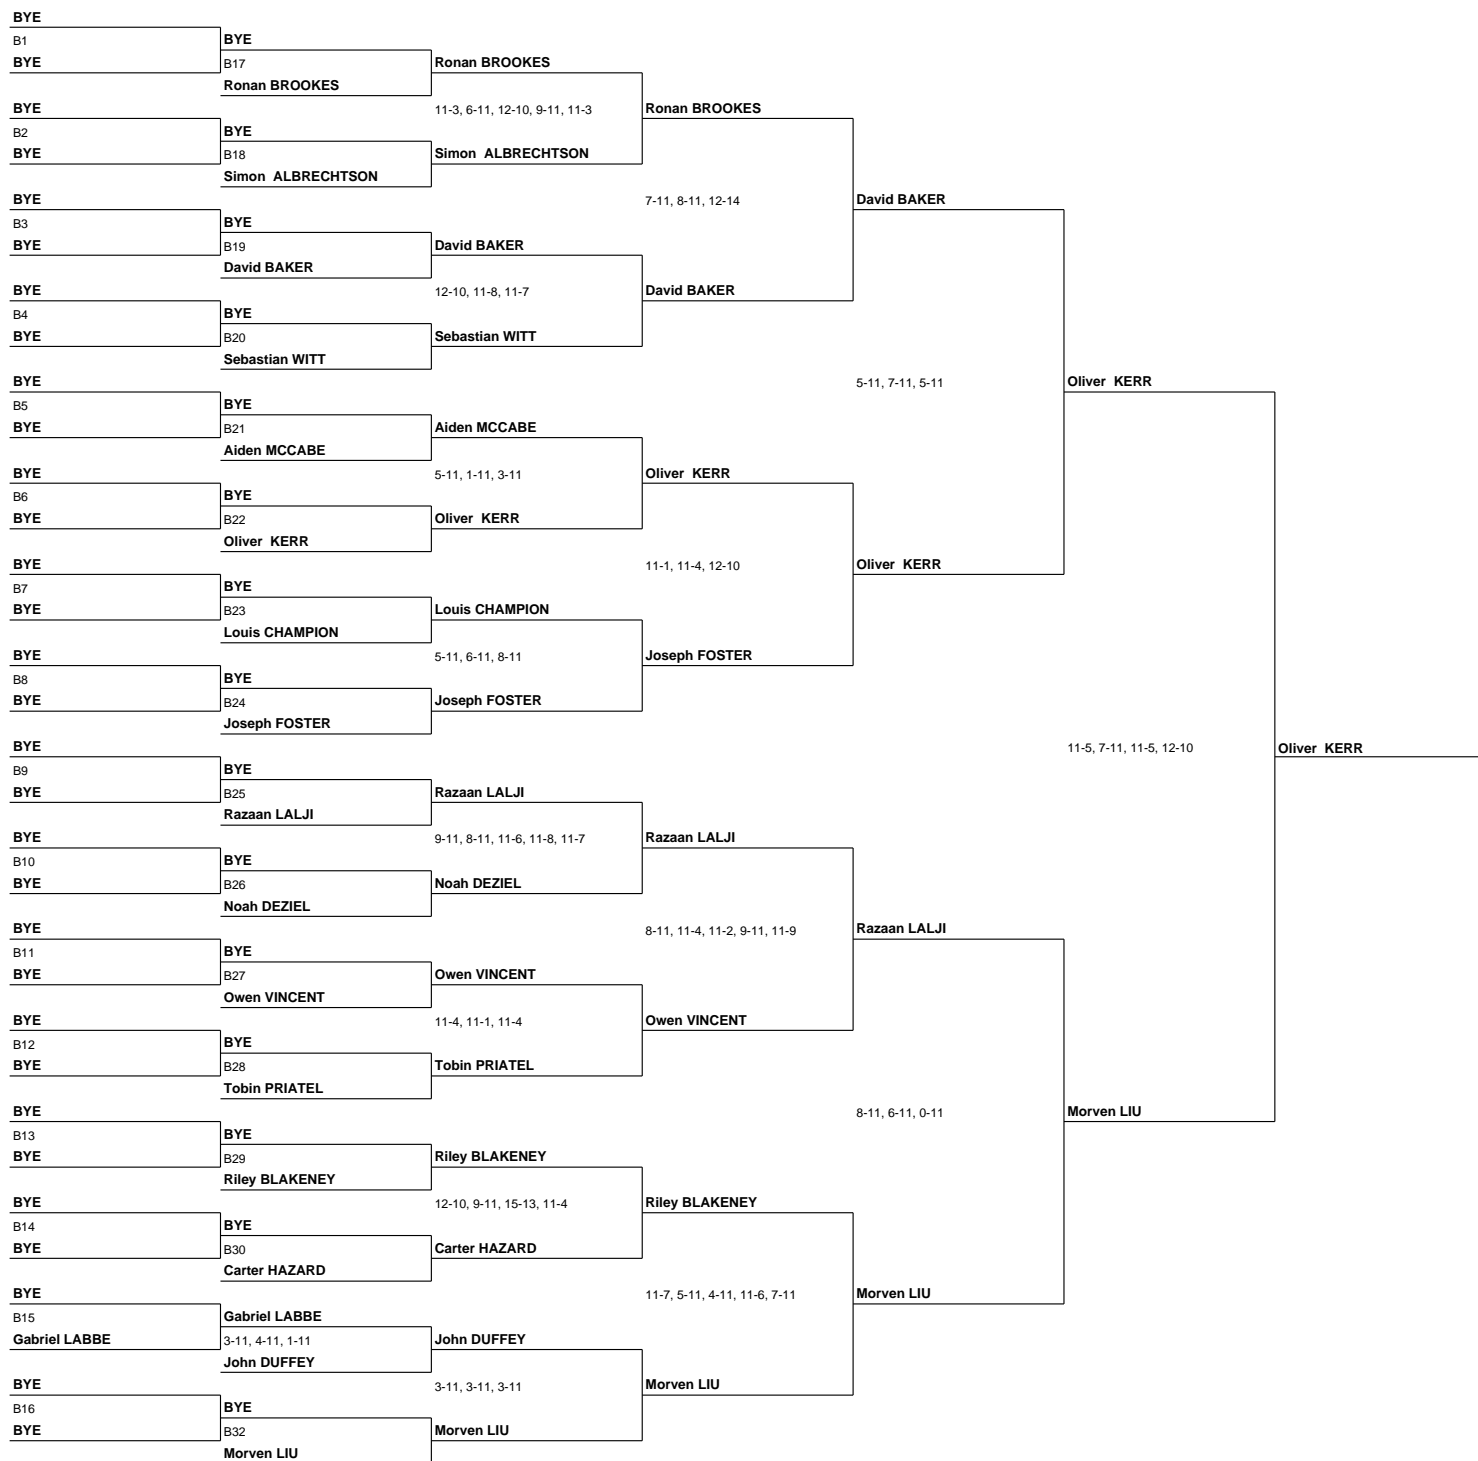 BYE
B1
BYE
BYE
B17
Ronan BROOKES
Ronan BROOKES
BYE
B2
BYE
BYE
B18
Simon ALBRECHTSON
11-3, 6-11, 12-10, 9-11, 11-3
Simon ALBRECHTSON
Ronan BROOKES
BYE
B3
BYE
BYE
B19
David BAKER
David BAKER
7-11, 8-11, 12-14
David BAKER
BYE
B4
BYE
BYE
B20
Sebastian WITT
12-10, 11-8, 11-7
Sebastian WITT
David BAKER
BYE
B5
BYE
BYE
B21
Aiden MCCABE
Aiden MCCABE
5-11, 7-11, 5-11
Oliver KERR
BYE
B6
BYE
BYE
B22
Oliver KERR
5-11, 1-11, 3-11
Oliver KERR
Oliver KERR
BYE
B7
BYE
BYE
B23
Louis CHAMPION
Louis CHAMPION
11-1, 11-4, 12-10
Oliver KERR
BYE
B8
BYE
BYE
B24
Joseph FOSTER
5-11, 6-11, 8-11
Joseph FOSTER
Joseph FOSTER
BYE
B9
BYE
BYE
B25
Razaan LALJI
Razaan LALJI
11-5, 7-11, 11-5, 12-10
Oliver KERR
BYE
B10
BYE
BYE
B26
Noah DEZIEL
9-11, 8-11, 11-6, 11-8, 11-7
Noah DEZIEL
Razaan LALJI
BYE
B11
BYE
BYE
B27
Owen VINCENT
Owen VINCENT
8-11, 11-4, 11-2, 9-11, 11-9
Razaan LALJI
BYE
B12
BYE
BYE
B28
Tobin PRIATEL
11-4, 11-1, 11-4
Tobin PRIATEL
Owen VINCENT
BYE
B13
BYE
BYE
B29
Riley BLAKENEY
Riley BLAKENEY
8-11, 6-11, 0-11
Morven LIU
BYE
B14
BYE
BYE
B30
Carter HAZARD
12-10, 9-11, 15-13, 11-4
Carter HAZARD
Riley BLAKENEY
BYE
B15
Gabriel LABBE
Gabriel LABBE
3-11, 4-11, 1-11
John DUFFEY
John DUFFEY
11-7, 5-11, 4-11, 11-6, 7-11
Morven LIU
BYE
B16
BYE
BYE
B32
Morven LIU
3-11, 3-11, 3-11
Morven LIU
Morven LIU